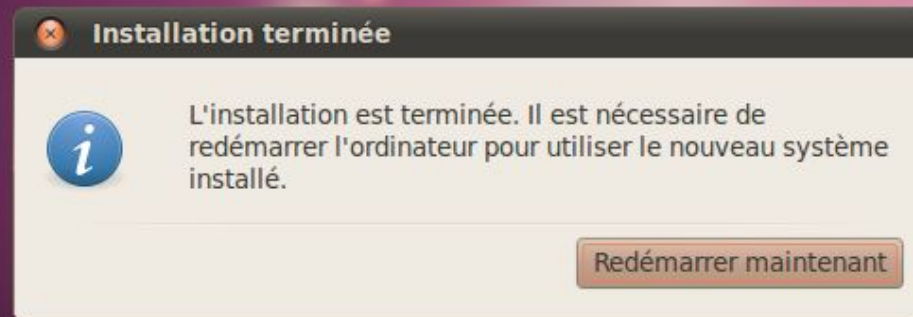 Installation terminée
L'installation est terminée. Il est nécessaire de
redémarrer l'ordinateur pour utiliser le nouveau système
installé.
Redémarrer maintenant